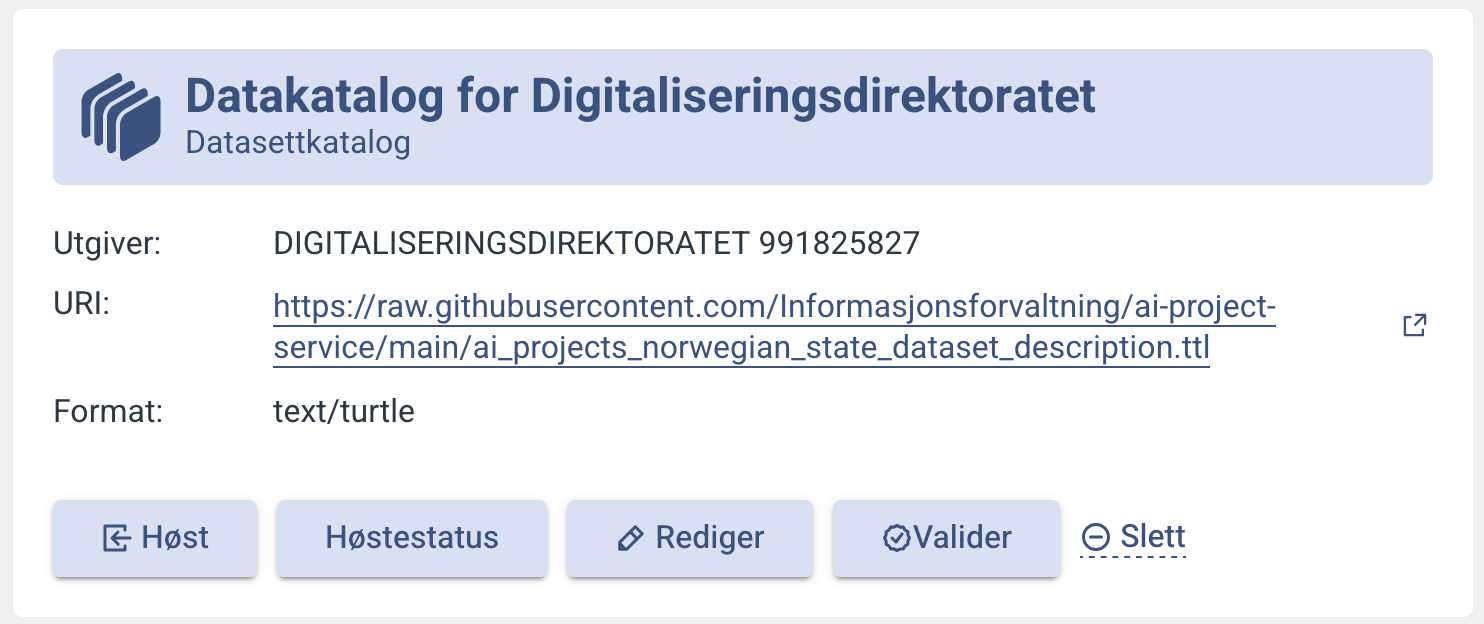 Datakatalog for Digitaliseringsdirektoratet
Datasettkatalog
Utgiver: DIGITALISERINGSDIREKTORATET 991825827
URI: https://raw.githubusercontent.com/Informasjonsforvaltning/ai-project-
service/main/ai_projects_norwegian_state_dataset_description.ttl
Format: text/turtle
Høst Høstestatus Rediger Valider Slett